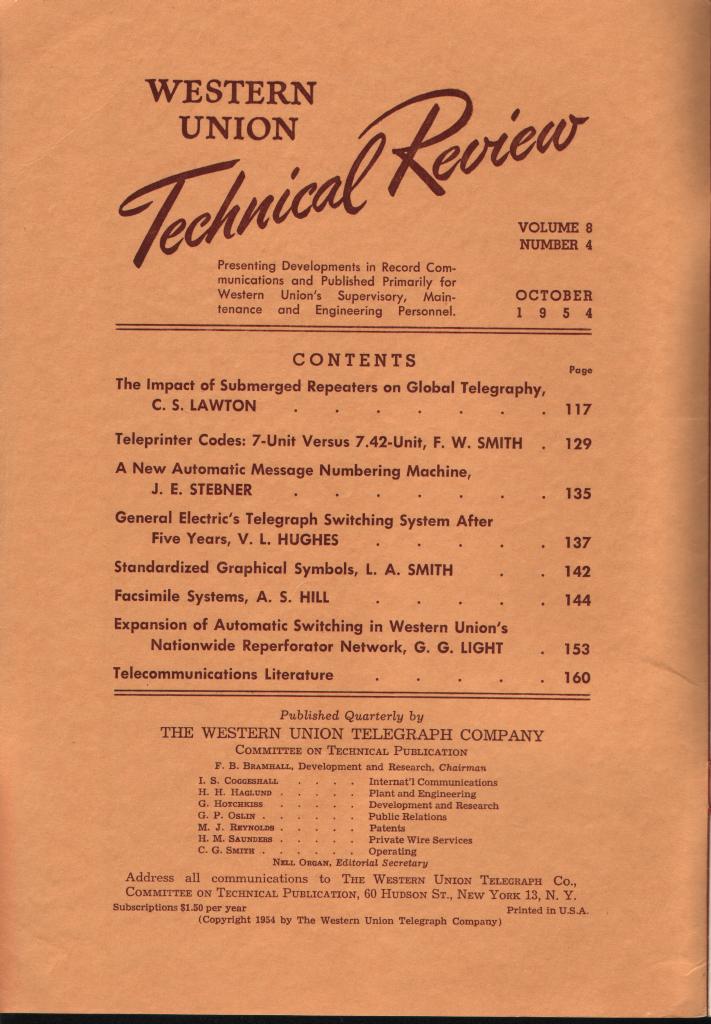 WESTERN
UNION
Technical Review
VOLUME 8
NUMBER 4
Presenting Developments in Record Com-
munications and Published Primarily for
Western Union's Supervisory, Main-
tenance and Engineering Personnel.
OCTOBER
1 9 5 4
CONTENTS
Page
The Impact of Submerged Repeaters on Global Telegraphy,
C. S. LAWTON . . . . . . . 117
Teleprinter Codes: 7-Unit Versus 7.42-Unit, F. W. SMITH . 129
A New Automatic Message Numbering Machine,
J. E. STEBNER . . . . . . . 135
General Electric's Telegraph Switching System After
Five Years, V. L. HUGHES . . . . . 137
Standardized Graphical Symbols, L. A. SMITH . . 142
Facsimile Systems, A. S. HILL . . . . . 144
Expansion of Automatic Switching in Western Union's
Nationwide Reperforator Network, G. G. LIGHT . 153
Telecommunications Literature . . . . . 160
Published Quarterly by
THE WESTERN UNION TELEGRAPH COMPANY
COMMITTEE ON TECHNICAL PUBLICATION
F. B. BRAMHALL, Development and Research, Chairman
I. S. COGGESHALL . . . . Internat'l Communications
H. H. HAGLUND . . . . . Plant and Engineering
G. HOTCHKISS . . . . . Development and Research
G. P. OSLIN . . . . . Public Relations
M. J. REYNOLDS . . . . . Patents
H. M. SAUNDERS . . . . . Private Wire Services
C. G. SMITH . . . . . . Operating
NELL ORGAN, Editorial Secretary
Address all communications to THE WESTERN UNION TELEGRAPH CO.,
COMMITTEE ON TECHNICAL PUBLICATION, 60 HUDSON ST., NEW YORK 13, N. Y.
Subscriptions $1.50 per year Printed in U.S.A.
(Copyright 1954 by The Western Union Telegraph Company)